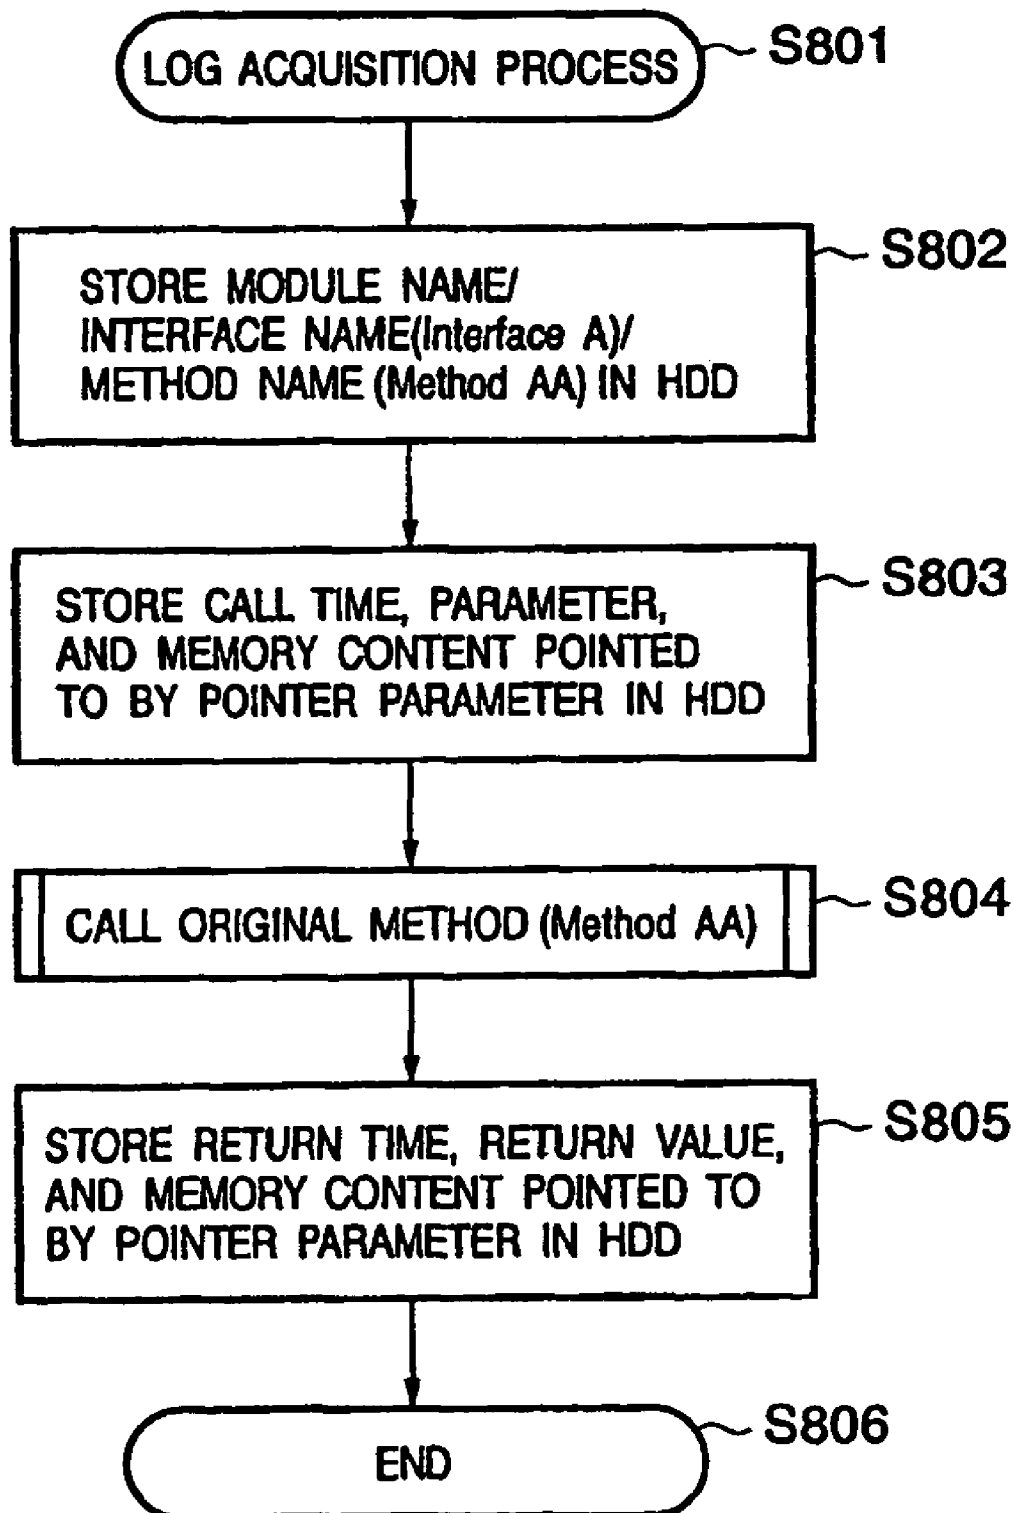 LOG ACQUISITION PROCESS
S801
S802
STORE MODULE NAME/
INTERFACE NAME(Interface A)/
METHOD NAME (Method AA) IN HDD
S803
STORE CALL TIME, PARAMETER,
AND MEMORY CONTENT POINTED
TO BY POINTER PARAMETER IN HDD
S804
CALL ORIGINAL METHOD (Method AA)
S805
STORE RETURN TIME, RETURN VALUE,
AND MEMORY CONTENT POINTED TO
BY POINTER PARAMETER IN HDD
S806
END